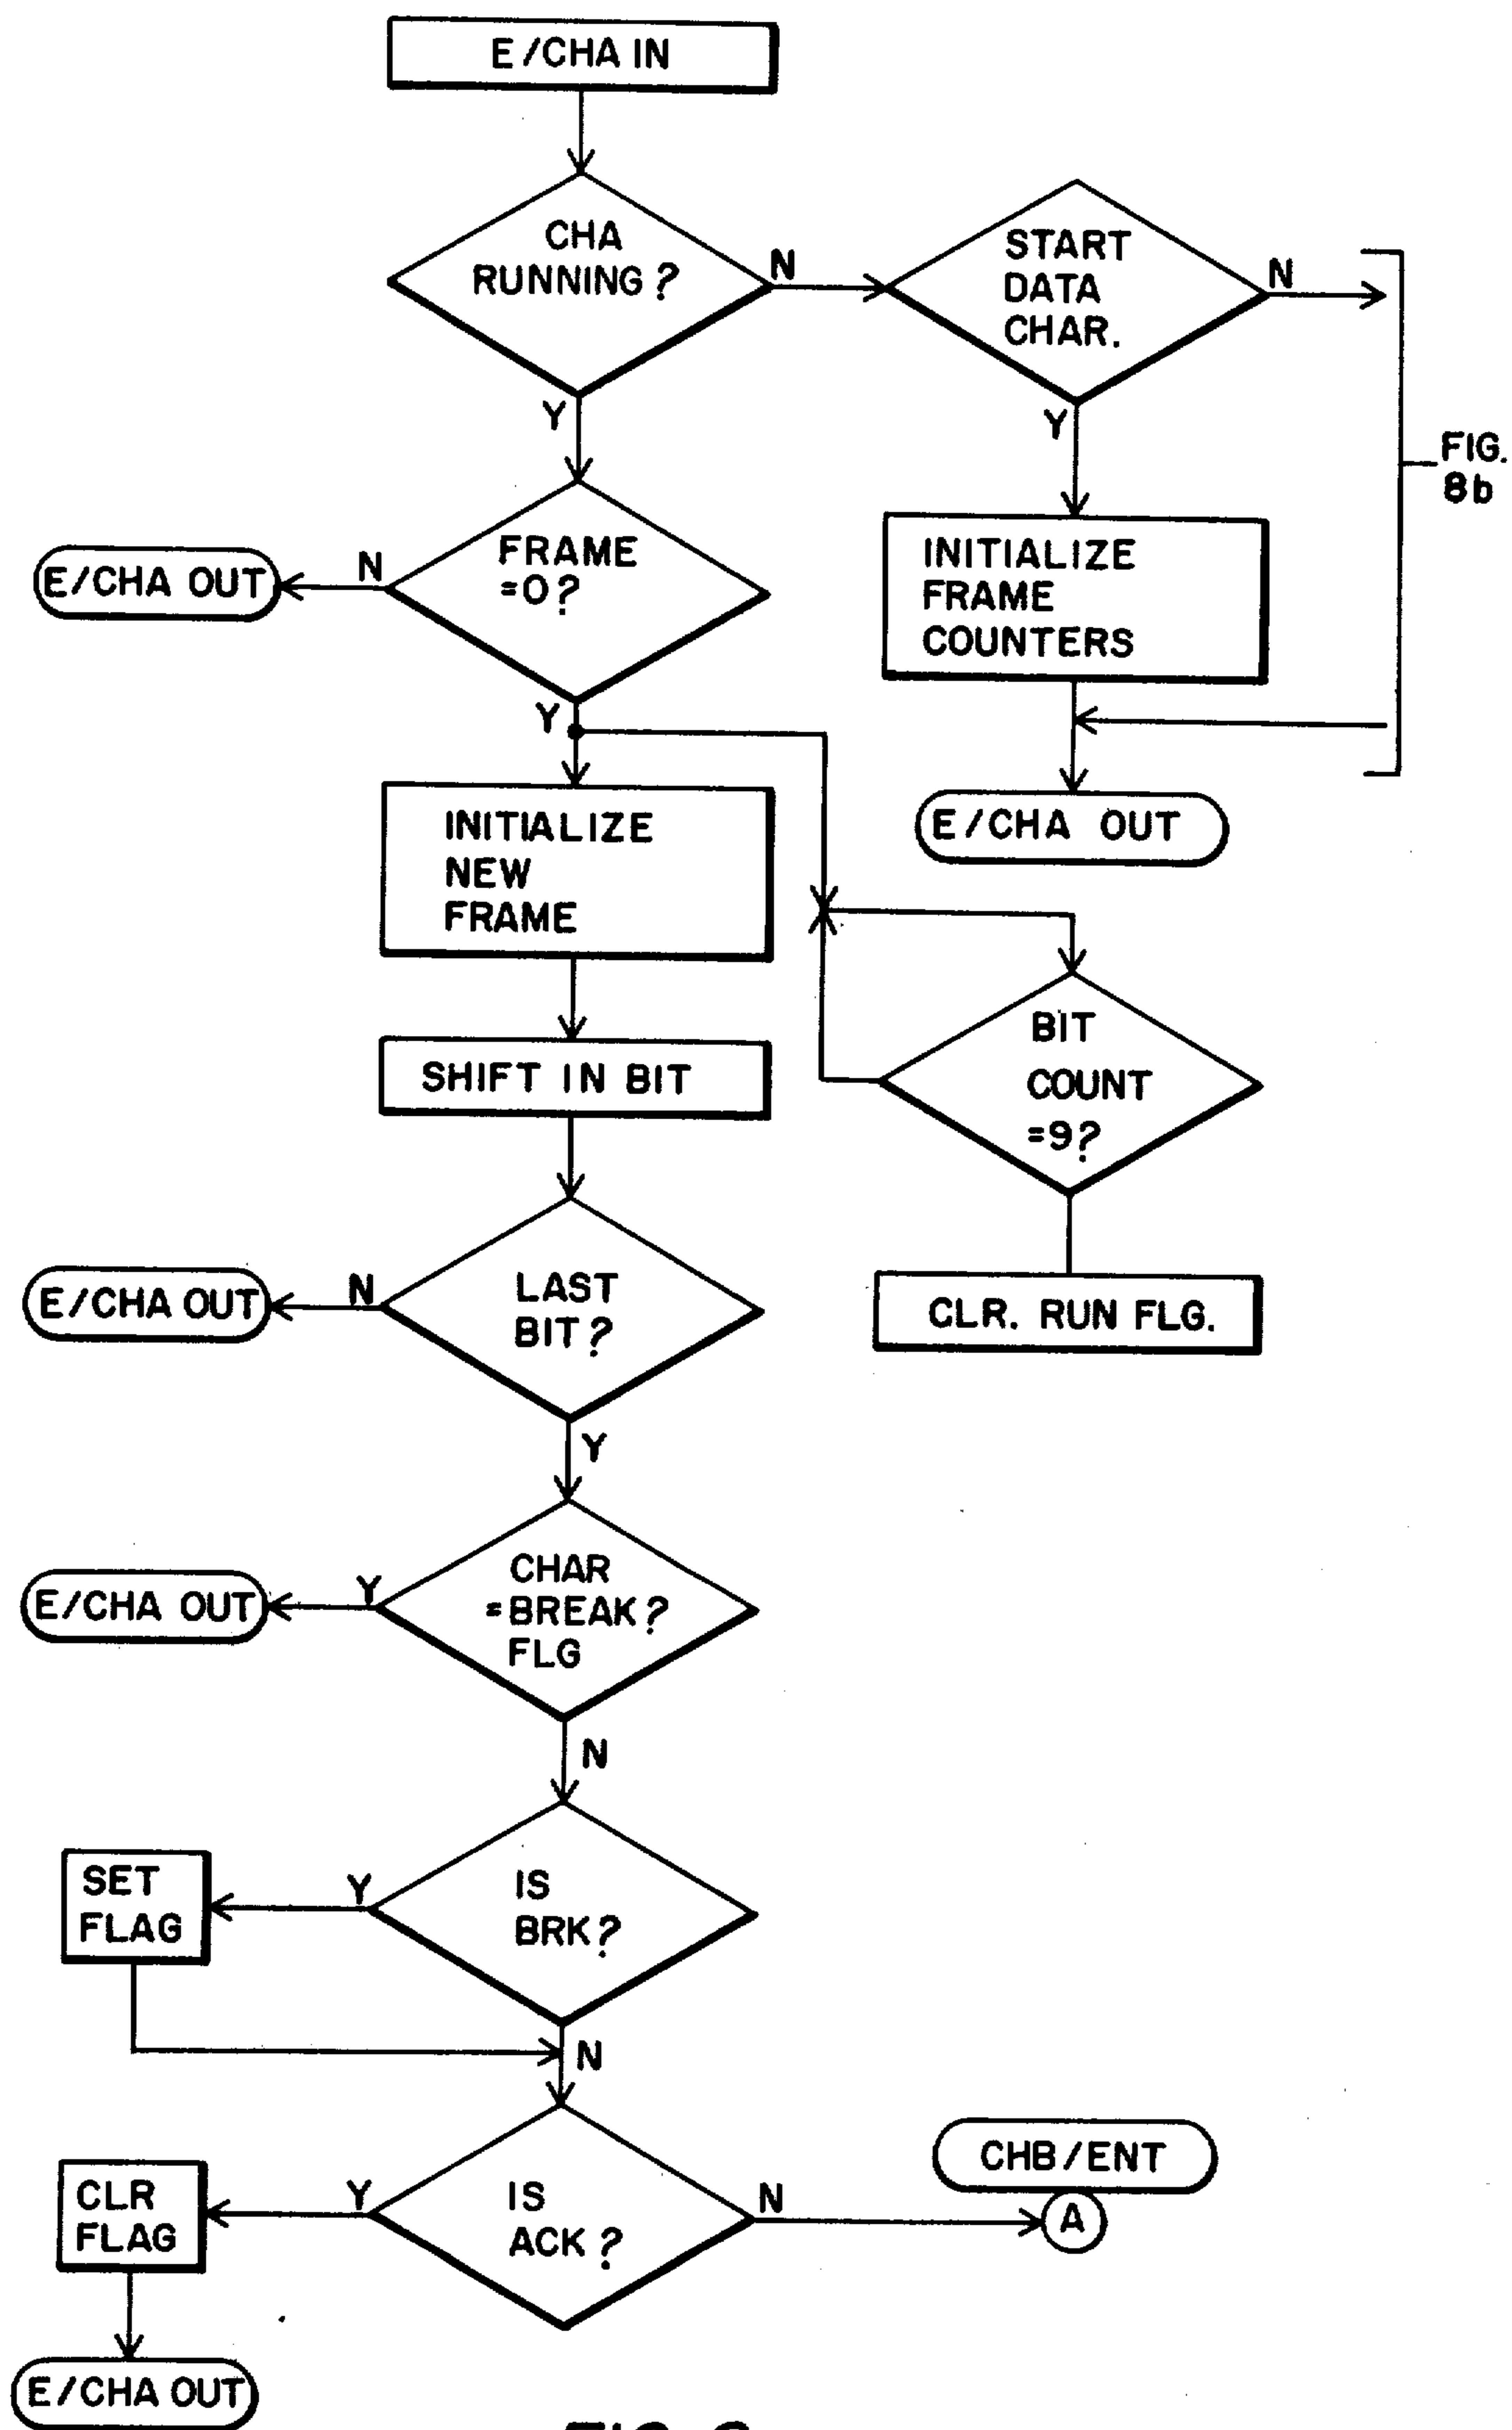 E/CHA IN
CHA
RUNNING?
N
Y
START
DATA
CHAR.
N
Y
FIG.
8b
FRAME
=0?
N
E/CHA OUT
Y
INITIALIZE
FRAME
COUNTERS
E/CHA OUT
INITIALIZE
NEW
FRAME
SHIFT IN BIT
BIT
COUNT
=9?
CLR. RUN FLG.
LAST
BIT?
N
E/CHA OUT
Y
CHAR
=BREAK?
FLG
Y
E/CHA OUT
N
IS
BRK?
Y
SET
FLAG
N
IS
ACK?
Y
CLR
FLAG
E/CHA OUT
N
CHB/ENT
A